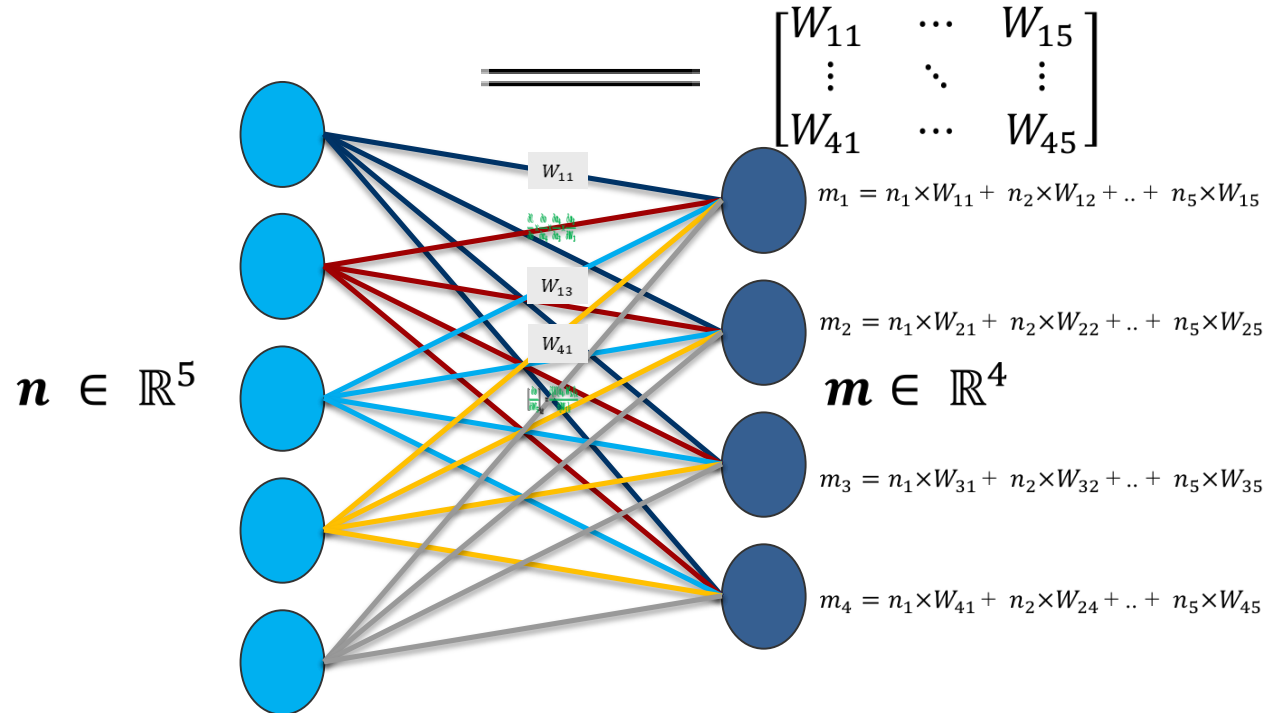 [W₁₁ ⋯ W₁₅
⋮ ⋱ ⋮
W₄₁ ⋯ W₄₅]
W₁₁
m₁ = n₁×W₁₁ + n₂×W₁₂ + .. + n₅×W₁₅
W₁₃
m₂ = n₁×W₂₁ + n₂×W₂₂ + .. + n₅×W₂₅
W₄₁
n ∈ ℝ⁵
m ∈ ℝ⁴
m₃ = n₁×W₃₁ + n₂×W₃₂ + .. + n₅×W₃₅
m₄ = n₁×W₄₁ + n₂×W₂₄ + .. + n₅×W₄₅